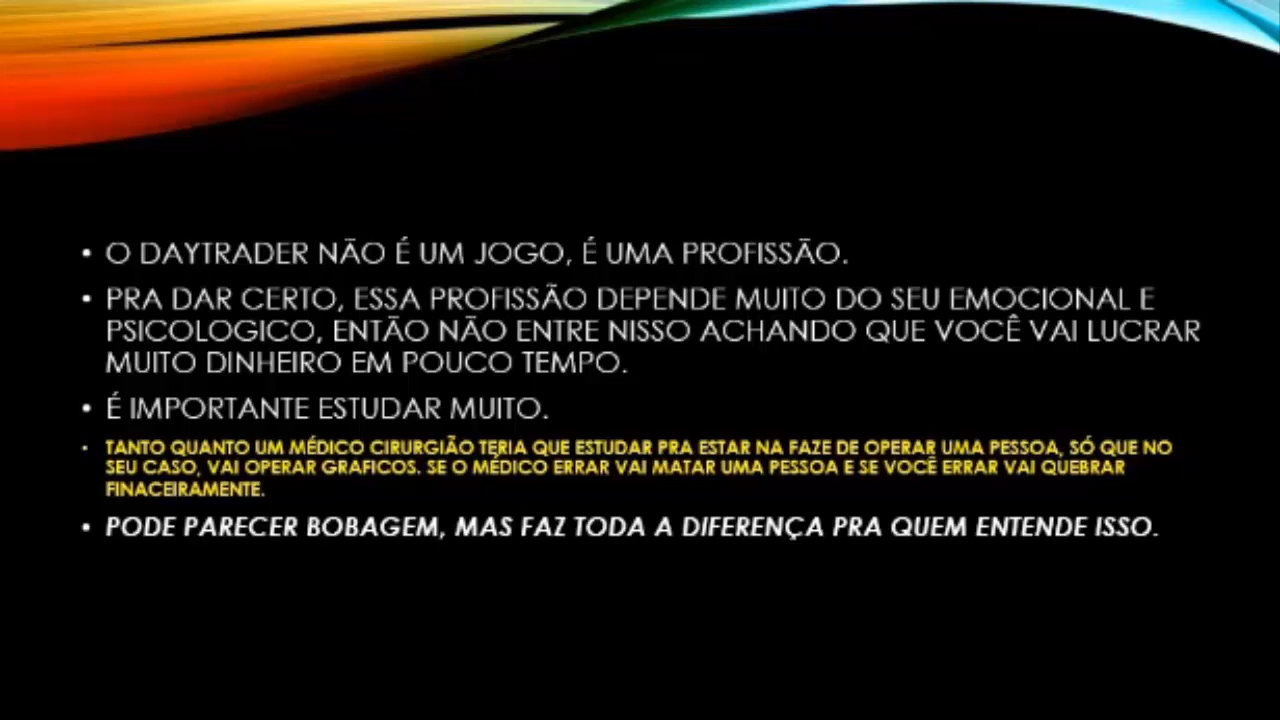 • O DAYTRADER NÃO É UM JOGO, É UMA PROFISSÃO.
• PRA DAR CERTO, ESSA PROFISSÃO DEPENDE MUITO DO SEU EMOCIONAL E
PSICOLOGICO, ENTÃO NÃO ENTRE NISSO ACHANDO QUE VOCÊ VAI LUCRAR
MUITO DINHEIRO EM POUCO TEMPO.
• É IMPORTANTE ESTUDAR MUITO.
• TANTO QUANTO UM MÉDICO CIRURGIÃO TERIA QUE ESTUDAR PRA ESTAR NA FAZE DE OPERAR UMA PESSOA, SÓ QUE NO
SEU CASO, VAI OPERAR GRAFICOS. SE O MÉDICO ERRAR VAI MATAR UMA PESSOA E SE VOCÊ ERRAR VAI QUEBRAR
FINACEIRAMENTE.
• PODE PARECER BOBAGEM, MAS FAZ TODA A DIFERENÇA PRA QUEM ENTENDE ISSO.